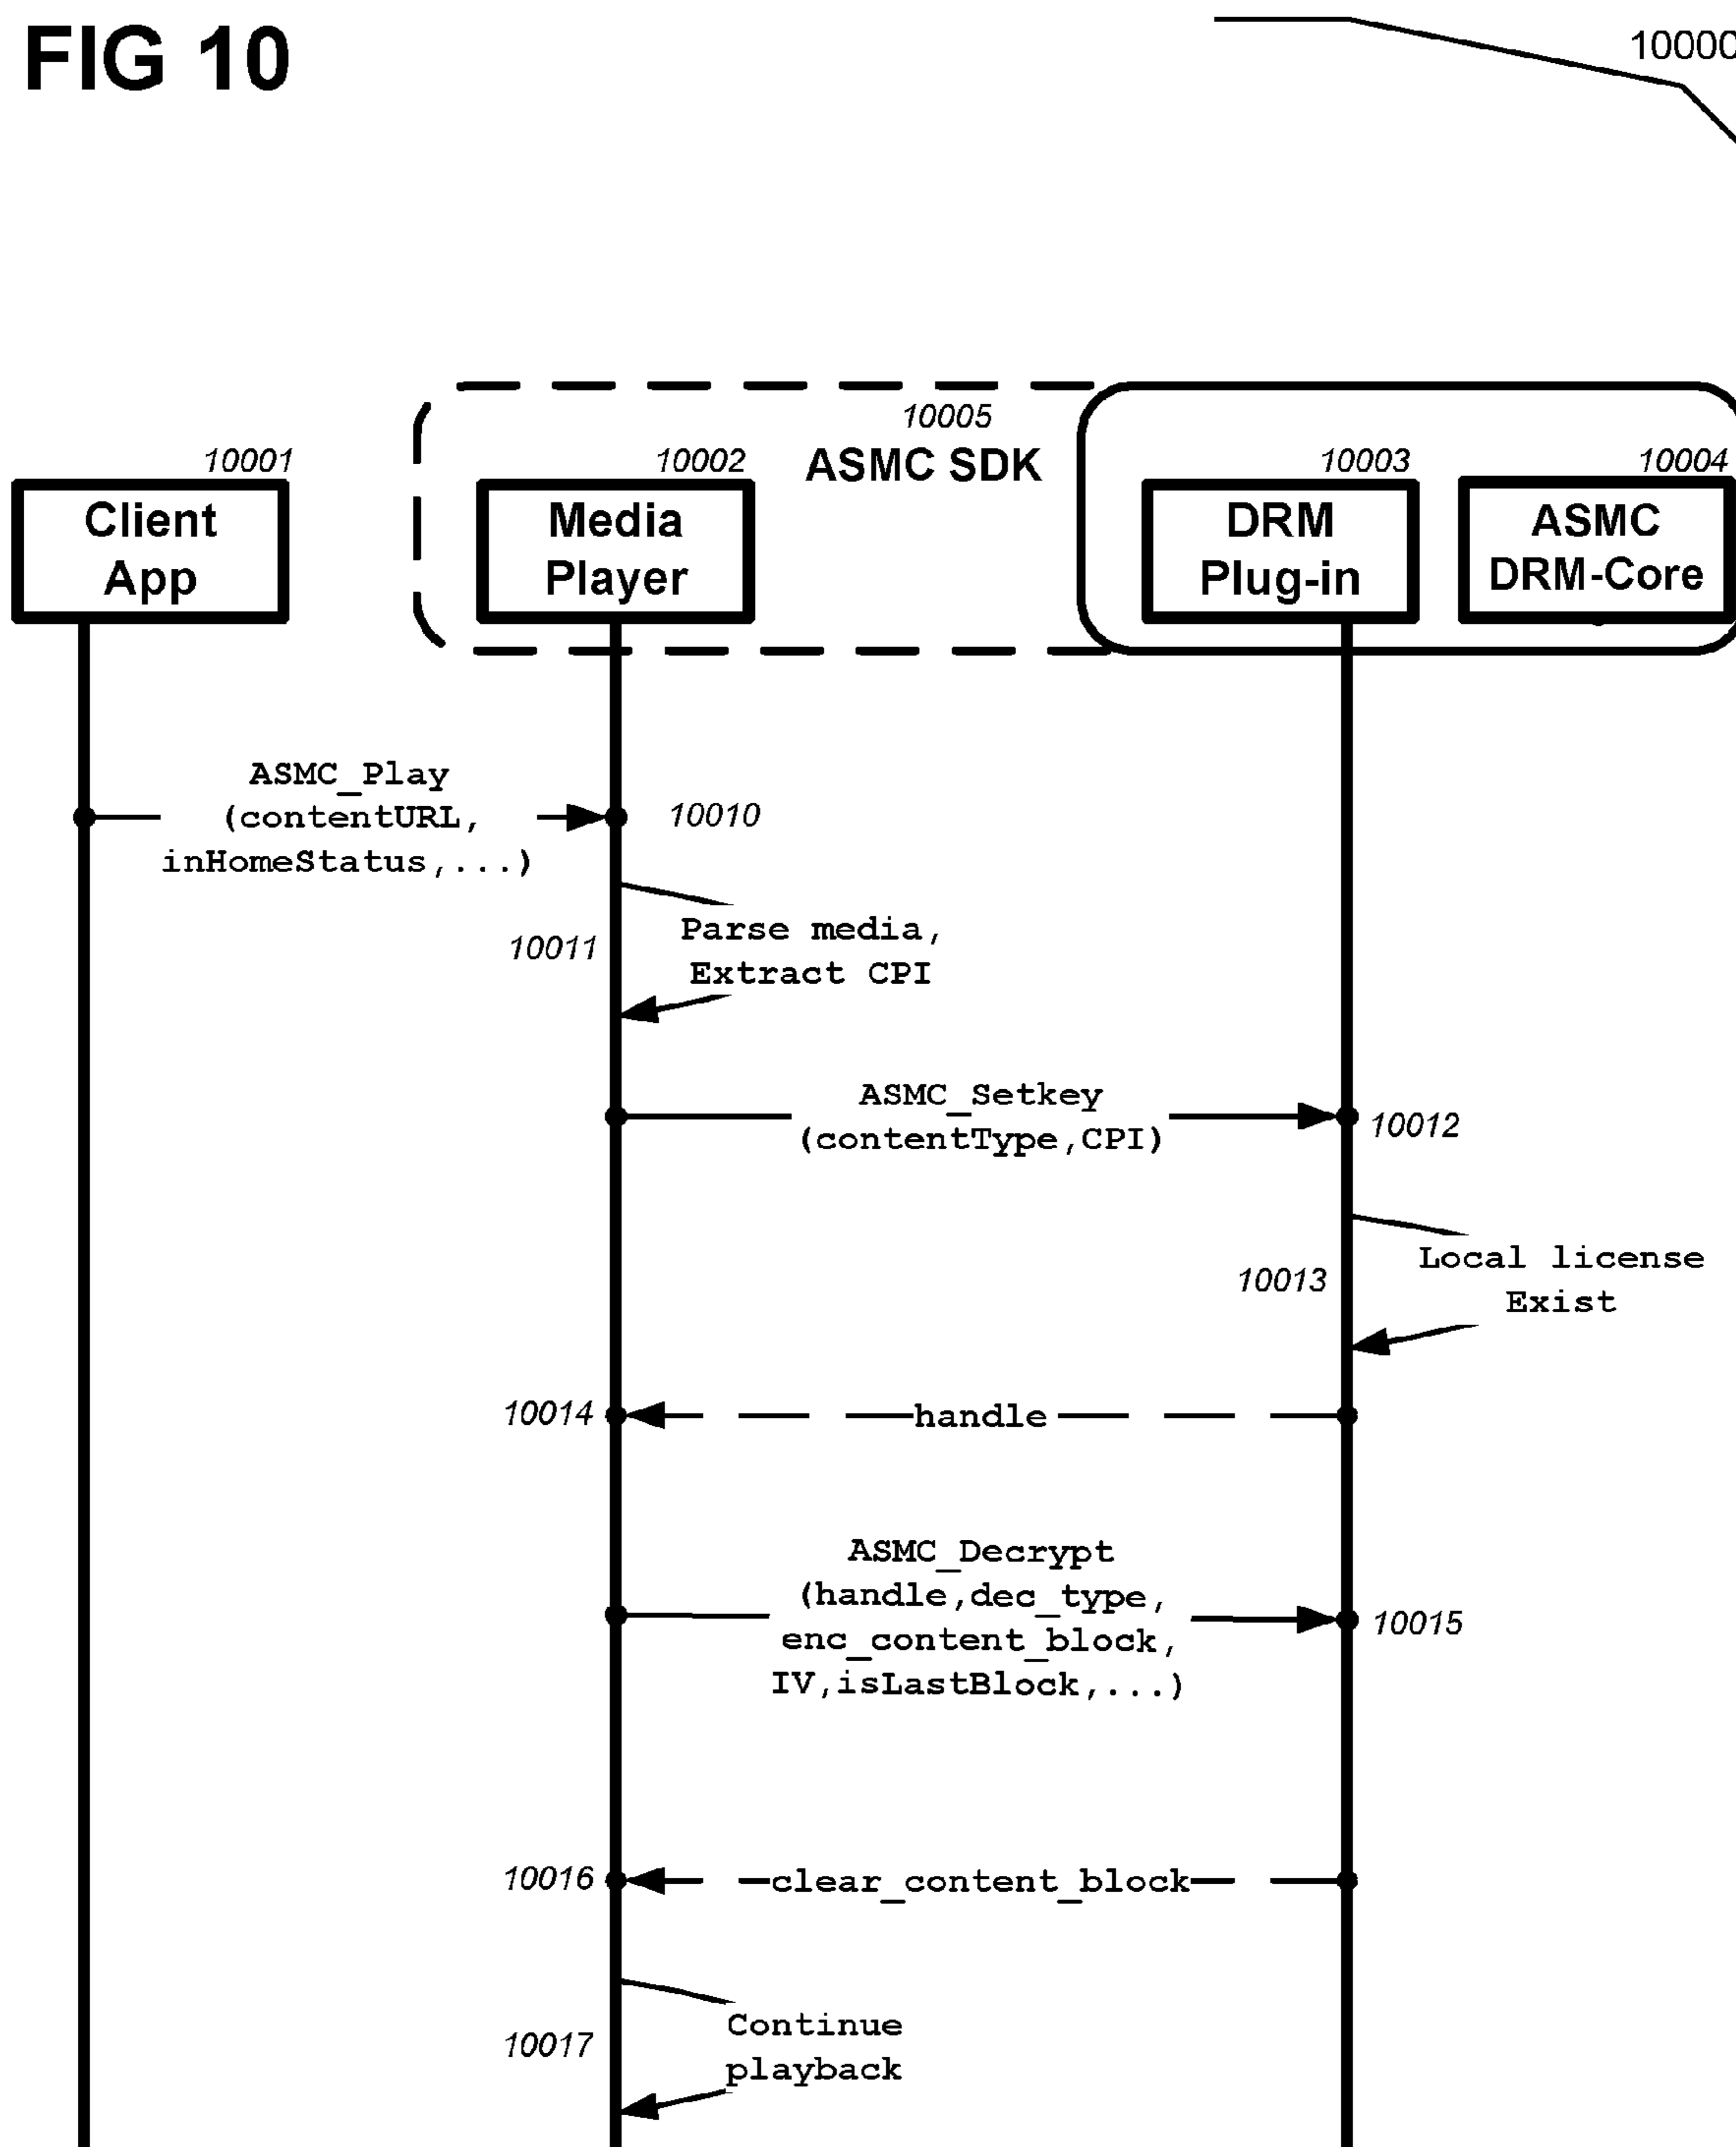 FIG 10
10000
10005
ASMC SDK
10001
Client
App
10002
Media
Player
10003
DRM
Plug-in
10004
ASMC
DRM-Core
ASMC_Play
(contentURL,
inHomeStatus,...)
10010
10011
Parse media,
Extract CPI
ASMC_Setkey
(contentType,CPI)
10012
10013
Local license
Exist
10014
handle
ASMC_Decrypt
(handle,dec_type,
enc_content_block,
IV,isLastBlock,...)
10015
10016
clear_content_block
10017
Continue
playback